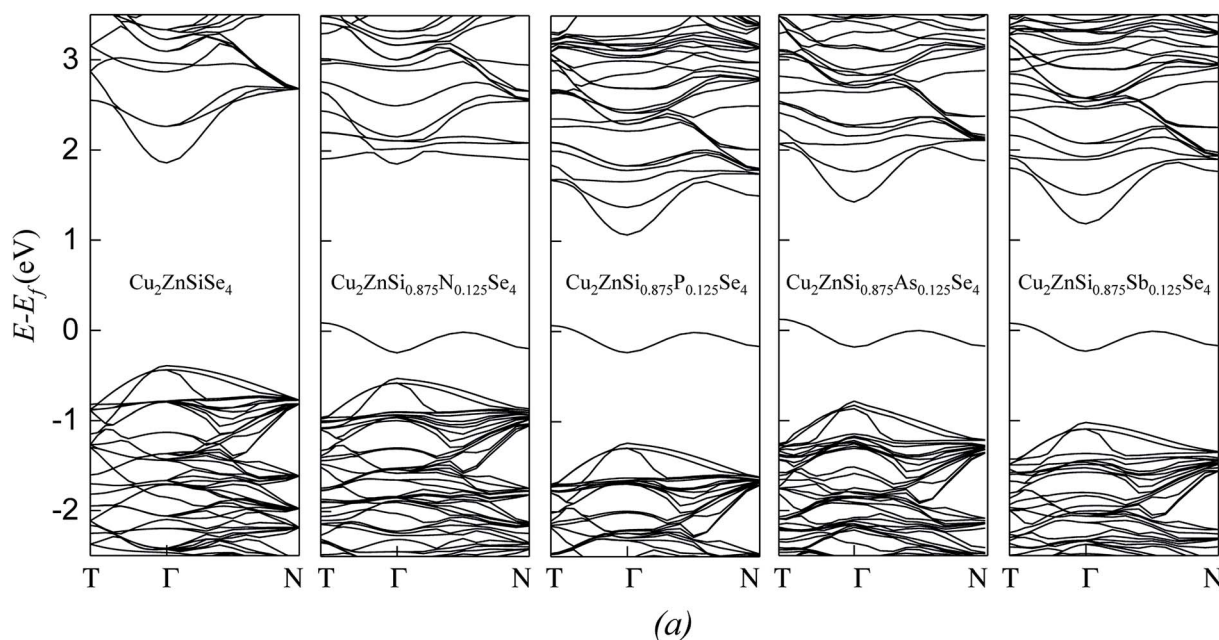 3
2
1
0
-1
-2
E-E_f(eV)
Cu₂ZnSiSe₄
Cu₂ZnSi₀.₈₇₅N₀.₁₂₅Se₄
Cu₂ZnSi₀.₈₇₅P₀.₁₂₅Se₄
Cu₂ZnSi₀.₈₇₅As₀.₁₂₅Se₄
Cu₂ZnSi₀.₈₇₅Sb₀.₁₂₅Se₄
T Γ N T Γ N T Γ N T Γ N T Γ N
(a)